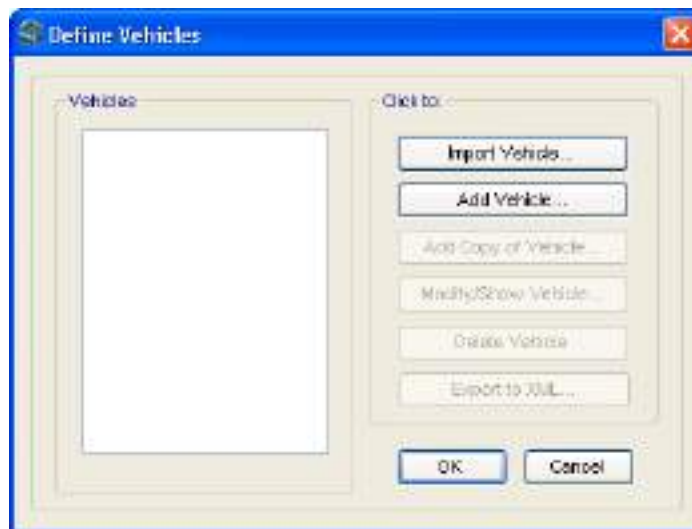 Define Vehicles
Vehicles
Click to:
Import Vehicle...
Add Vehicle...
Add Copy of Vehicle...
Modify/Show Vehicle...
Delete Vehicle
Export to XML...
OK
Cancel